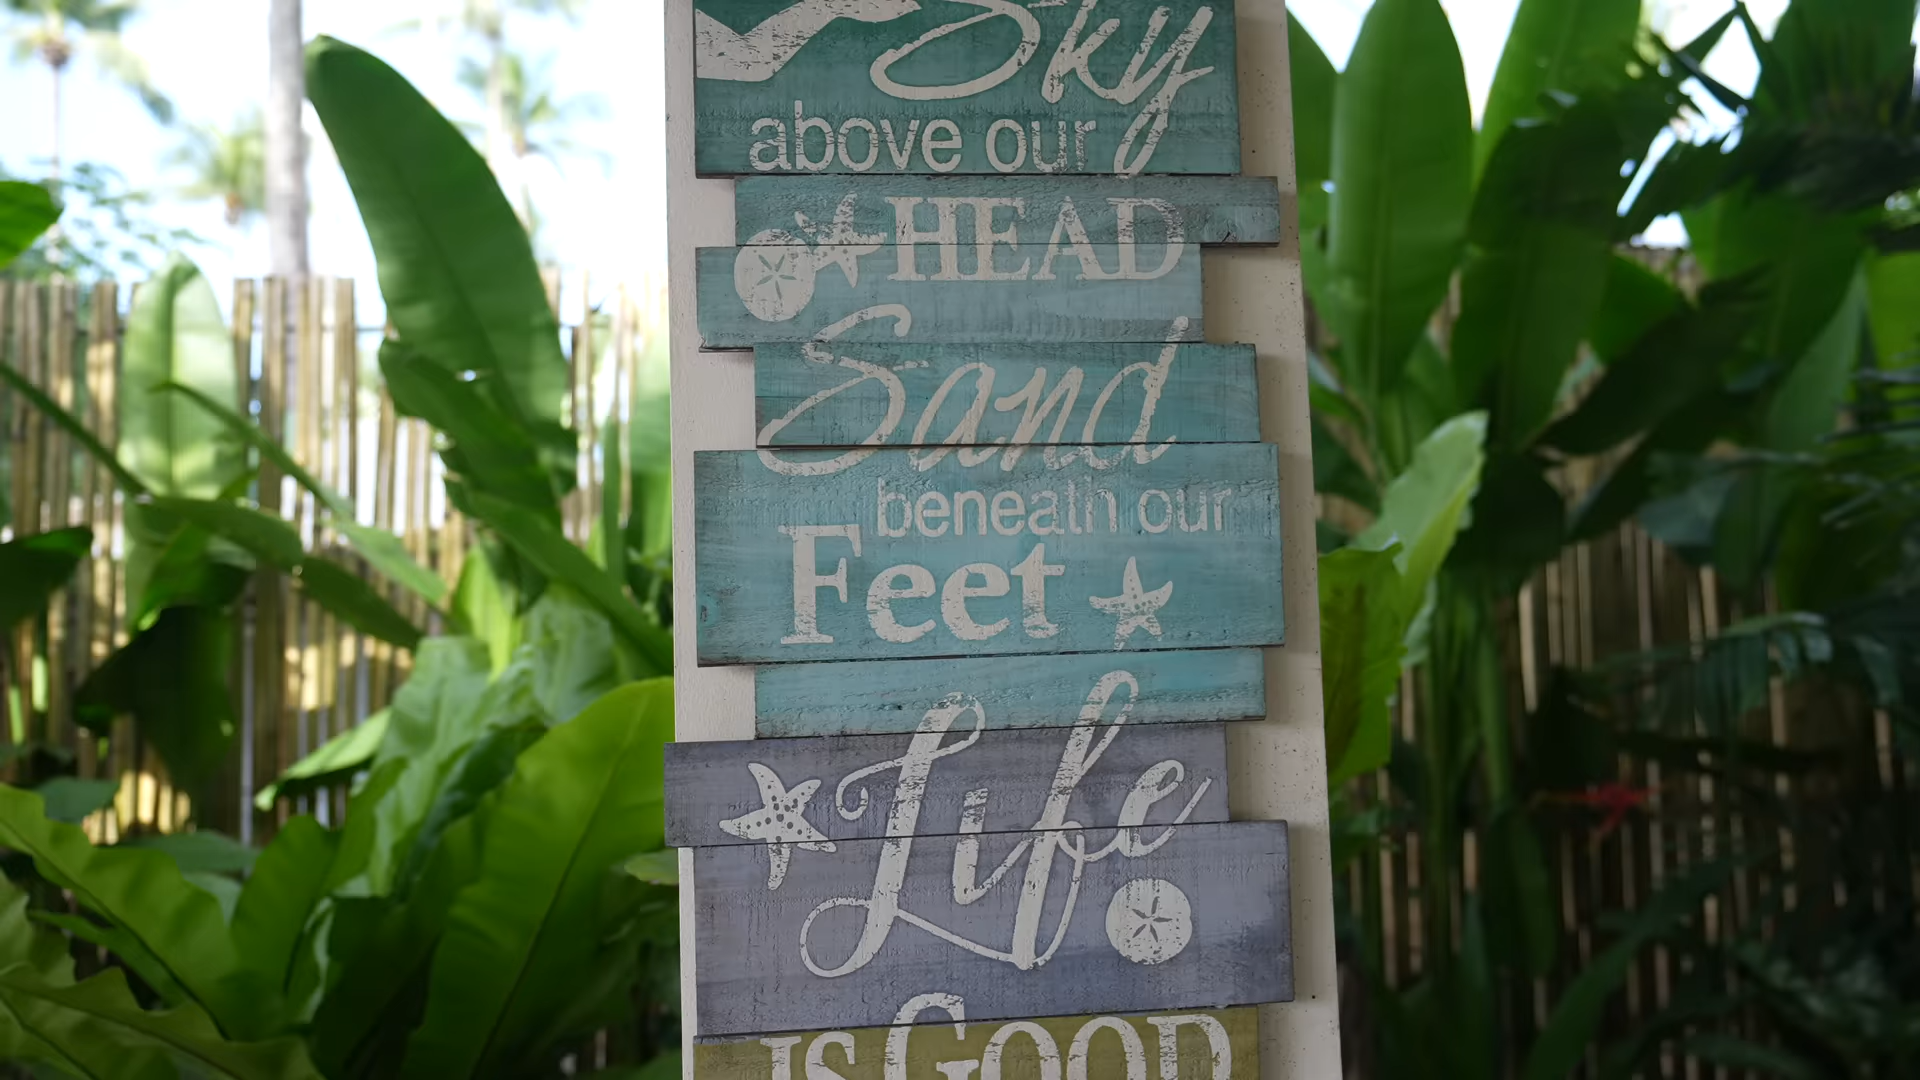 Sky
above our
HEAD
Sand
beneath our
Feet
Life
IS GOOD